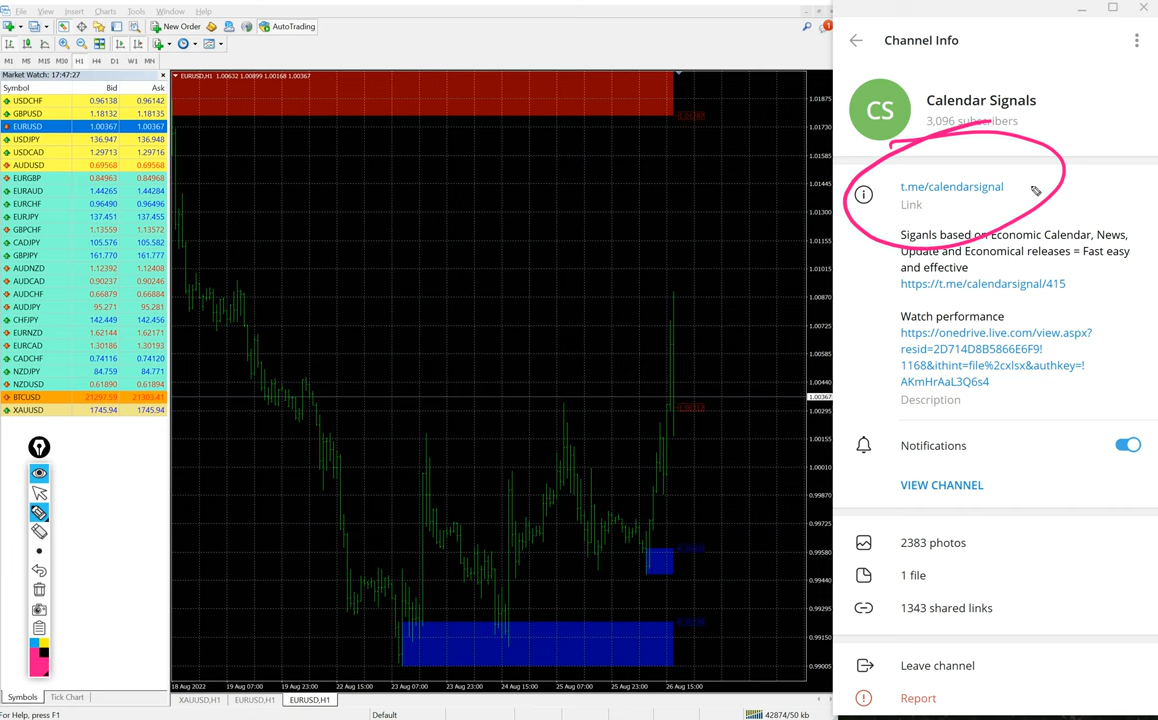 File View Insert Charts Tools Window Help
New Order AutoTrading
M1 M5 M15 M30 H1 H4 D1 W1 MN
Market Watch: 17:47:27
Symbol Bid Ask
USDCHF 0.96138 0.96142
GBPUSD 1.18132 1.18135
EURUSD 1.00367 1.00367
USDJPY 136.947 136.948
USDCAD 1.29713 1.29716
AUDUSD 0.69568 0.69568
EURGBP 0.84963 0.84968
EURAUD 1.44265 1.44284
EURCHF 0.96490 0.96496
EURJPY 137.451 137.455
GBPCHF 1.13559 1.13572
CADJPY 105.576 105.582
GBPJPY 161.770 161.777
AUDNZD 1.12392 1.12408
AUDCAD 0.90237 0.90246
AUDCHF 0.66879 0.66884
AUDJPY 95.271 95.281
CHFJPY 142.449 142.456
EURNZD 1.62144 1.62171
EURCAD 1.30186 1.30193
CADCHF 0.74116 0.74120
NZDJPY 84.759 84.771
NZDUSD 0.61890 0.61894
BTCUSD 21297.59 21303.41
XAUUSD 1745.94 1745.94
Symbols Tick Chart
For Help, press F1
EURUSD,H1 1.00632 1.00899 1.00168 1.00367
1.01875
1.01730
1.01585
1.01445
1.01300
1.01155
1.01015
1.00870
1.00725
1.00585
1.00440
1.00367
1.00295
1.00155
1.00010
0.99870
0.99725
0.99580
0.99440
0.99295
0.99150
0.99005
18 Aug 2022 19 Aug 07:00 19 Aug 23:00 22 Aug 15:00 23 Aug 07:00 23 Aug 23:00 24 Aug 15:00 25 Aug 07:00 25 Aug 23:00 26 Aug 15:00
XAUUSD,H1 EURUSD,H1 EURUSD,H1
Default 42874/50 kb
Channel Info
CS
Calendar Signals
3,096 subscribers
t.me/calendarsignal
Link
Siganls based on Economic Calendar, News,
Update and Economical releases = Fast easy
and effective
https://t.me/calendarsignal/415
Watch performance
https://onedrive.live.com/view.aspx?
resid=2D714D8B5866E6F9!
1168&ithint=file%2cxlsx&authkey=!
AKmHrAaL3Q6s4
Description
Notifications
VIEW CHANNEL
2383 photos
1 file
1343 shared links
Leave channel
Report